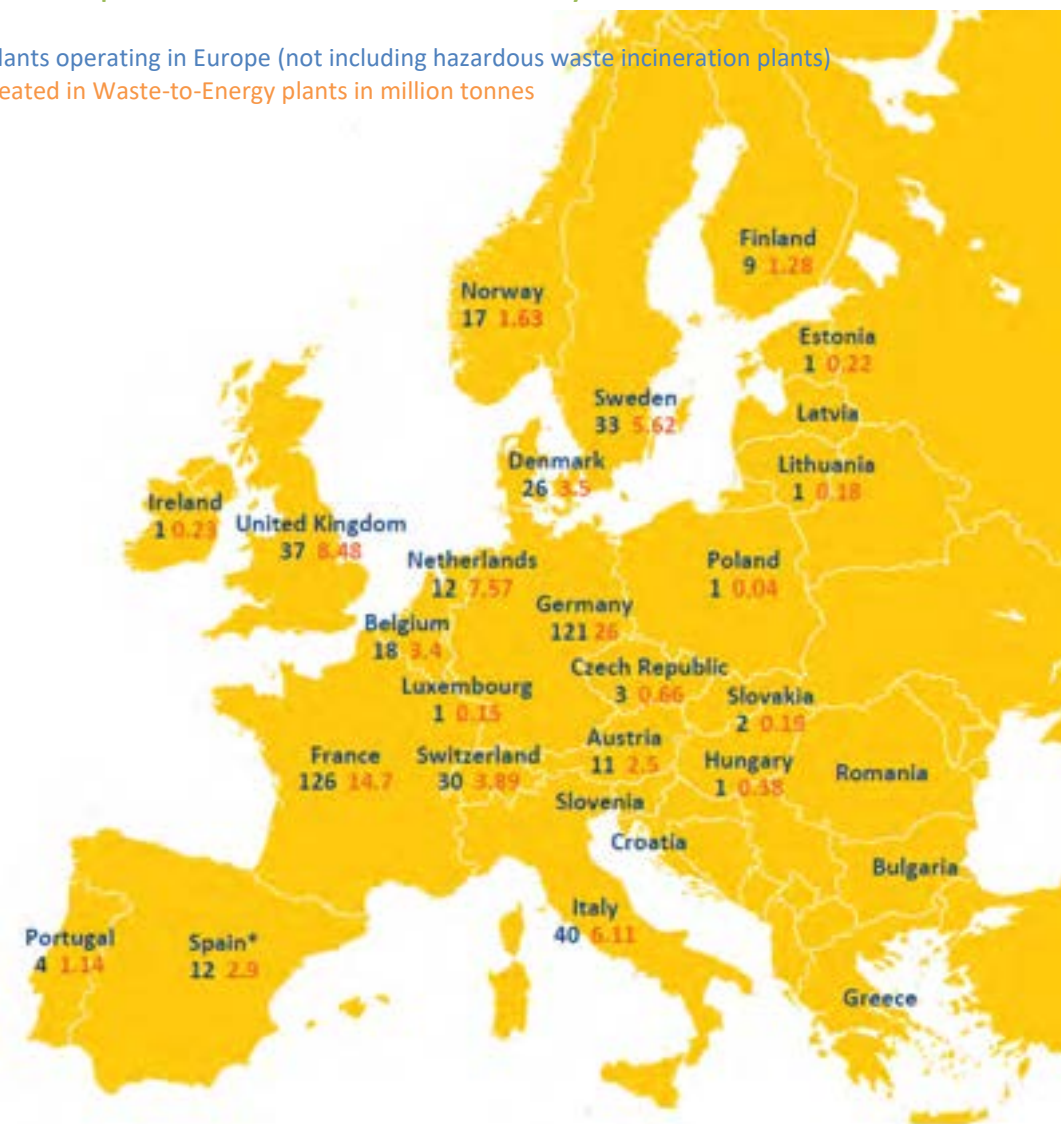 lants operating in Europe (not including hazardous waste incineration plants)
eated in Waste-to-Energy plants in million tonnes
Finland
9 1.28
Norway
17 1.63
Estonia
1 0.22
Sweden
33 5.62
Latvia
Denmark
26 3.5
Lithuania
1 0.18
Ireland
1 0.23
United Kingdom
37 8.48
Netherlands
12 7.57
Poland
1 0.04
Germany
121 26
Belgium
18 3.4
Czech Republic
3 0.66
Luxembourg
1 0.15
Slovakia
2 0.19
Austria
11 2.5
France
126 14.7
Switzerland
30 3.89
Hungary
1 0.38
Romania
Slovenia
Croatia
Bulgaria
Italy
40 6.11
Portugal
4 1.14
Spain*
12 2.9
Greece